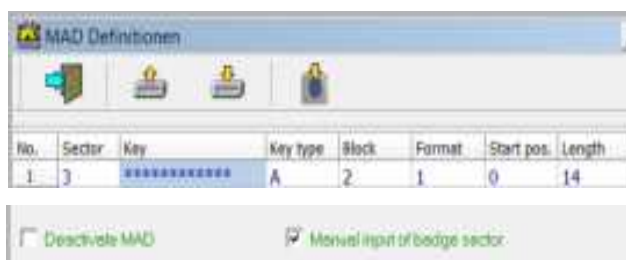 MAD Definitionen
No. Sector Key Key type Block Format Start pos. Length
1 3 ************ A 2 1 0 14
Deactivate MAD Manual input of badge sector